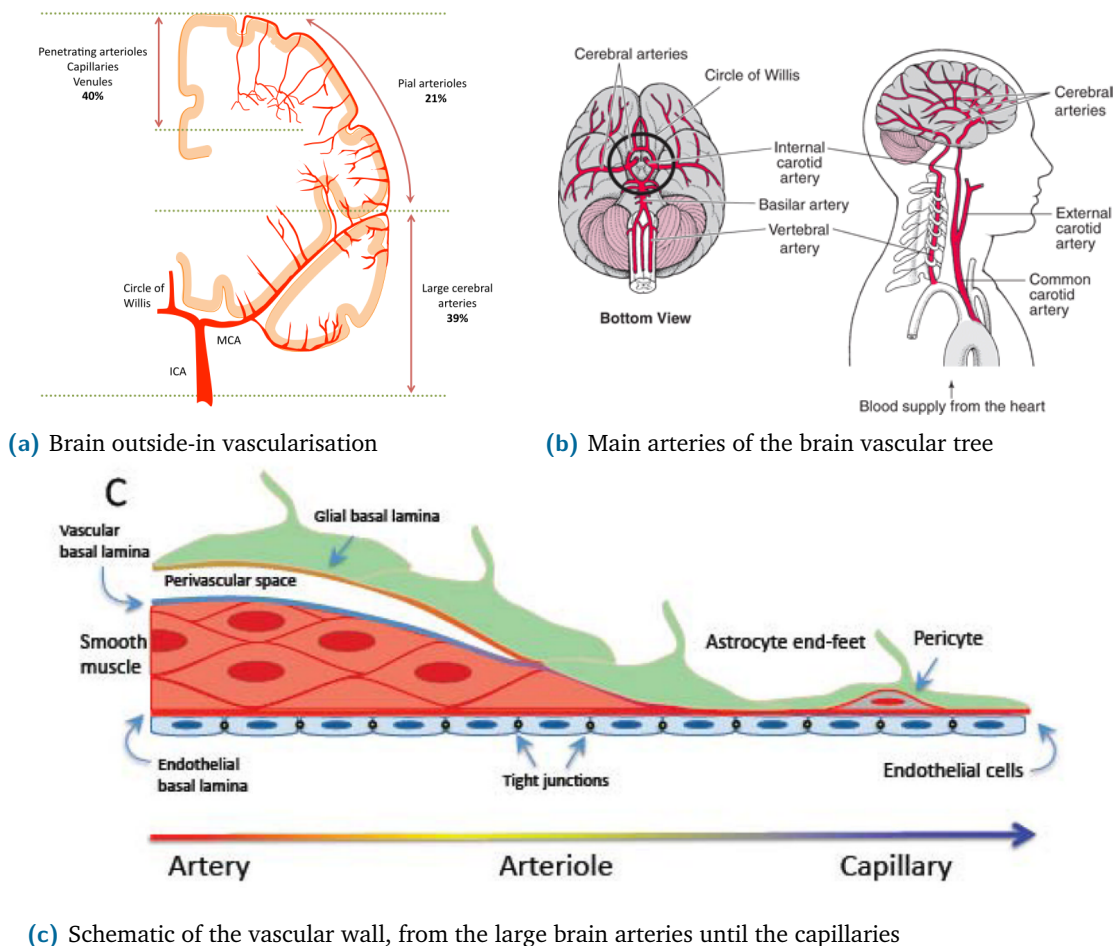 Penetrating arterioles
Capillaries
Venules
40%
Pial arterioles
21%
Circle of
Willis
MCA
ICA
Large cerebral
arteries
39%
(a) Brain outside-in vascularisation
Cerebral arteries
Circle of Willis
Internal
carotid
artery
Basilar artery
Vertebral
artery
Bottom View
Cerebral
arteries
External
carotid
artery
Common
carotid
artery
Blood supply from the heart
(b) Main arteries of the brain vascular tree
C
Vascular
basal lamina
Glial basal lamina
Perivascular space
Smooth
muscle
Astrocyte end-feet
Pericyte
Endothelial
basal lamina
Tight junctions
Endothelial cells
Artery
Arteriole
Capillary
(c) Schematic of the vascular wall, from the large brain arteries until the capillaries